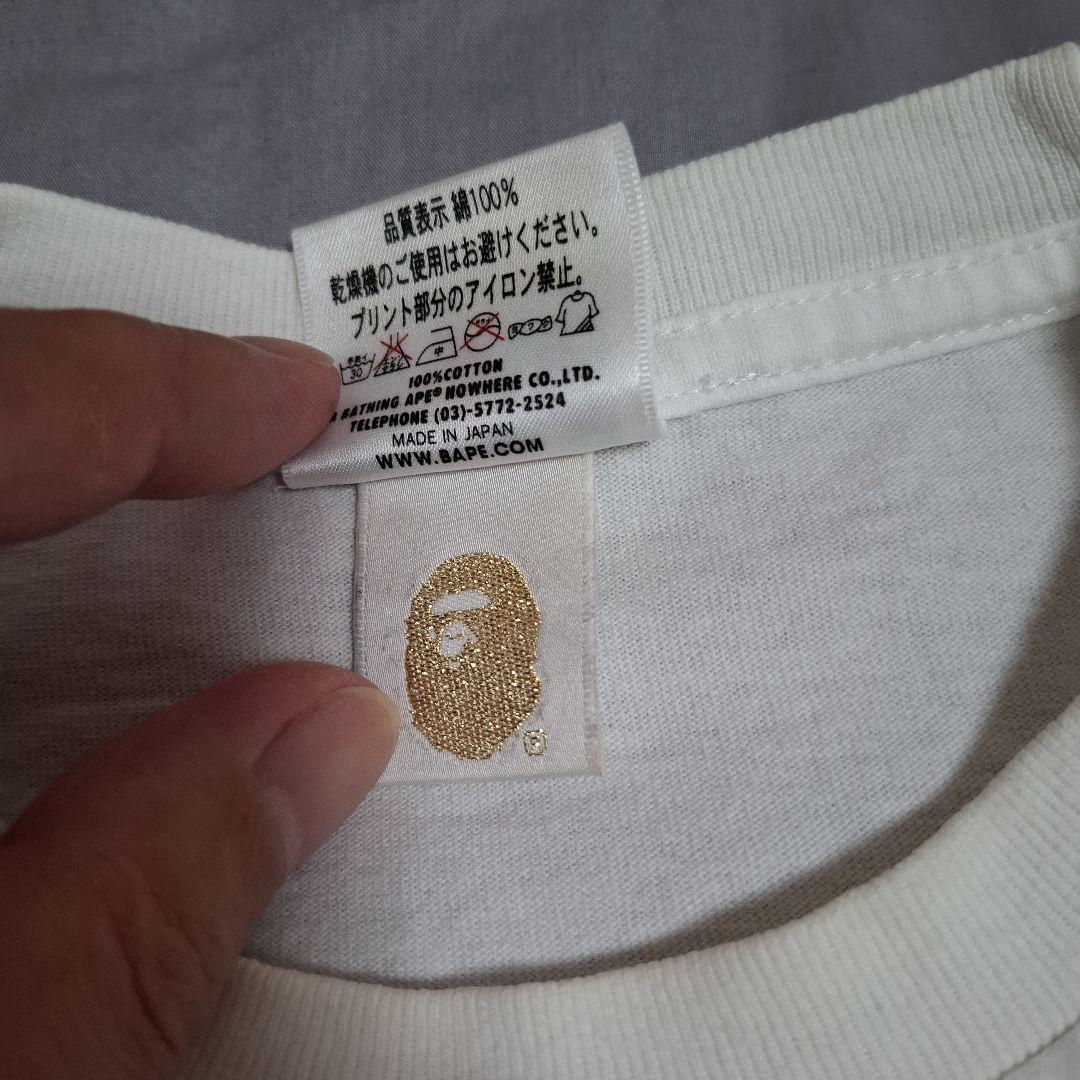 品質表示 綿100%
乾燥機のご使用はお避けください。
プリント部分のアイロン禁止。
30 中
100%COTTON
A BATHING APE® NOWHERE CO.,LTD.
TELEPHONE (03)-5772-2524
MADE IN JAPAN
WWW.BAPE.COM
R